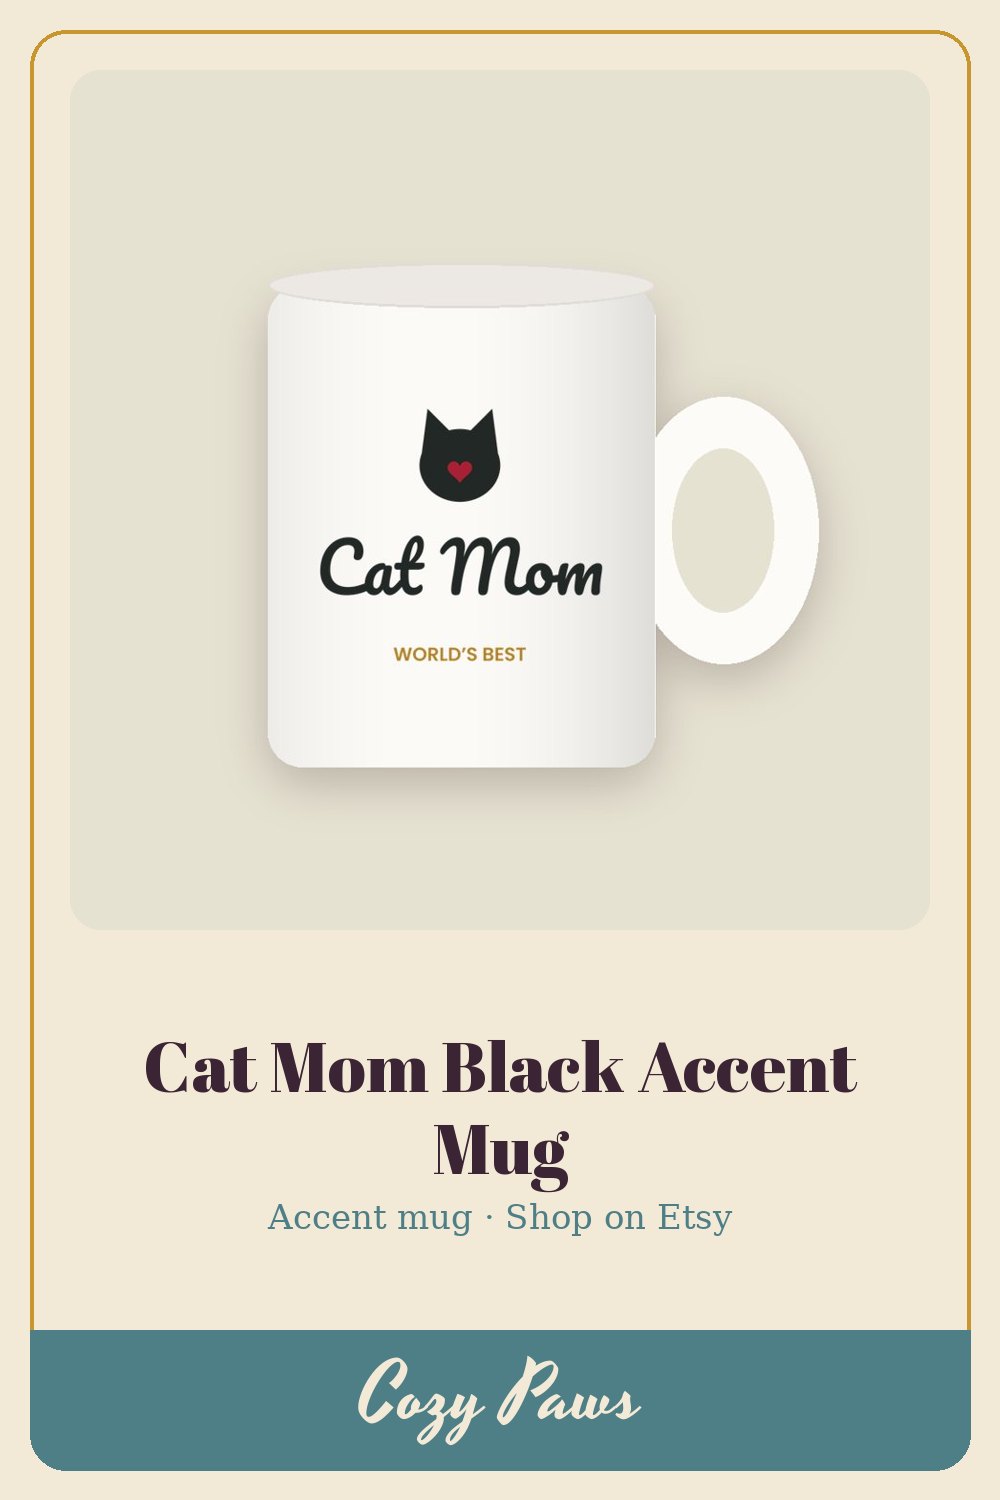 Cat Mom
WORLD’S BEST
Cat Mom Black Accent
Mug
Accent mug · Shop on Etsy
Cozy Paws